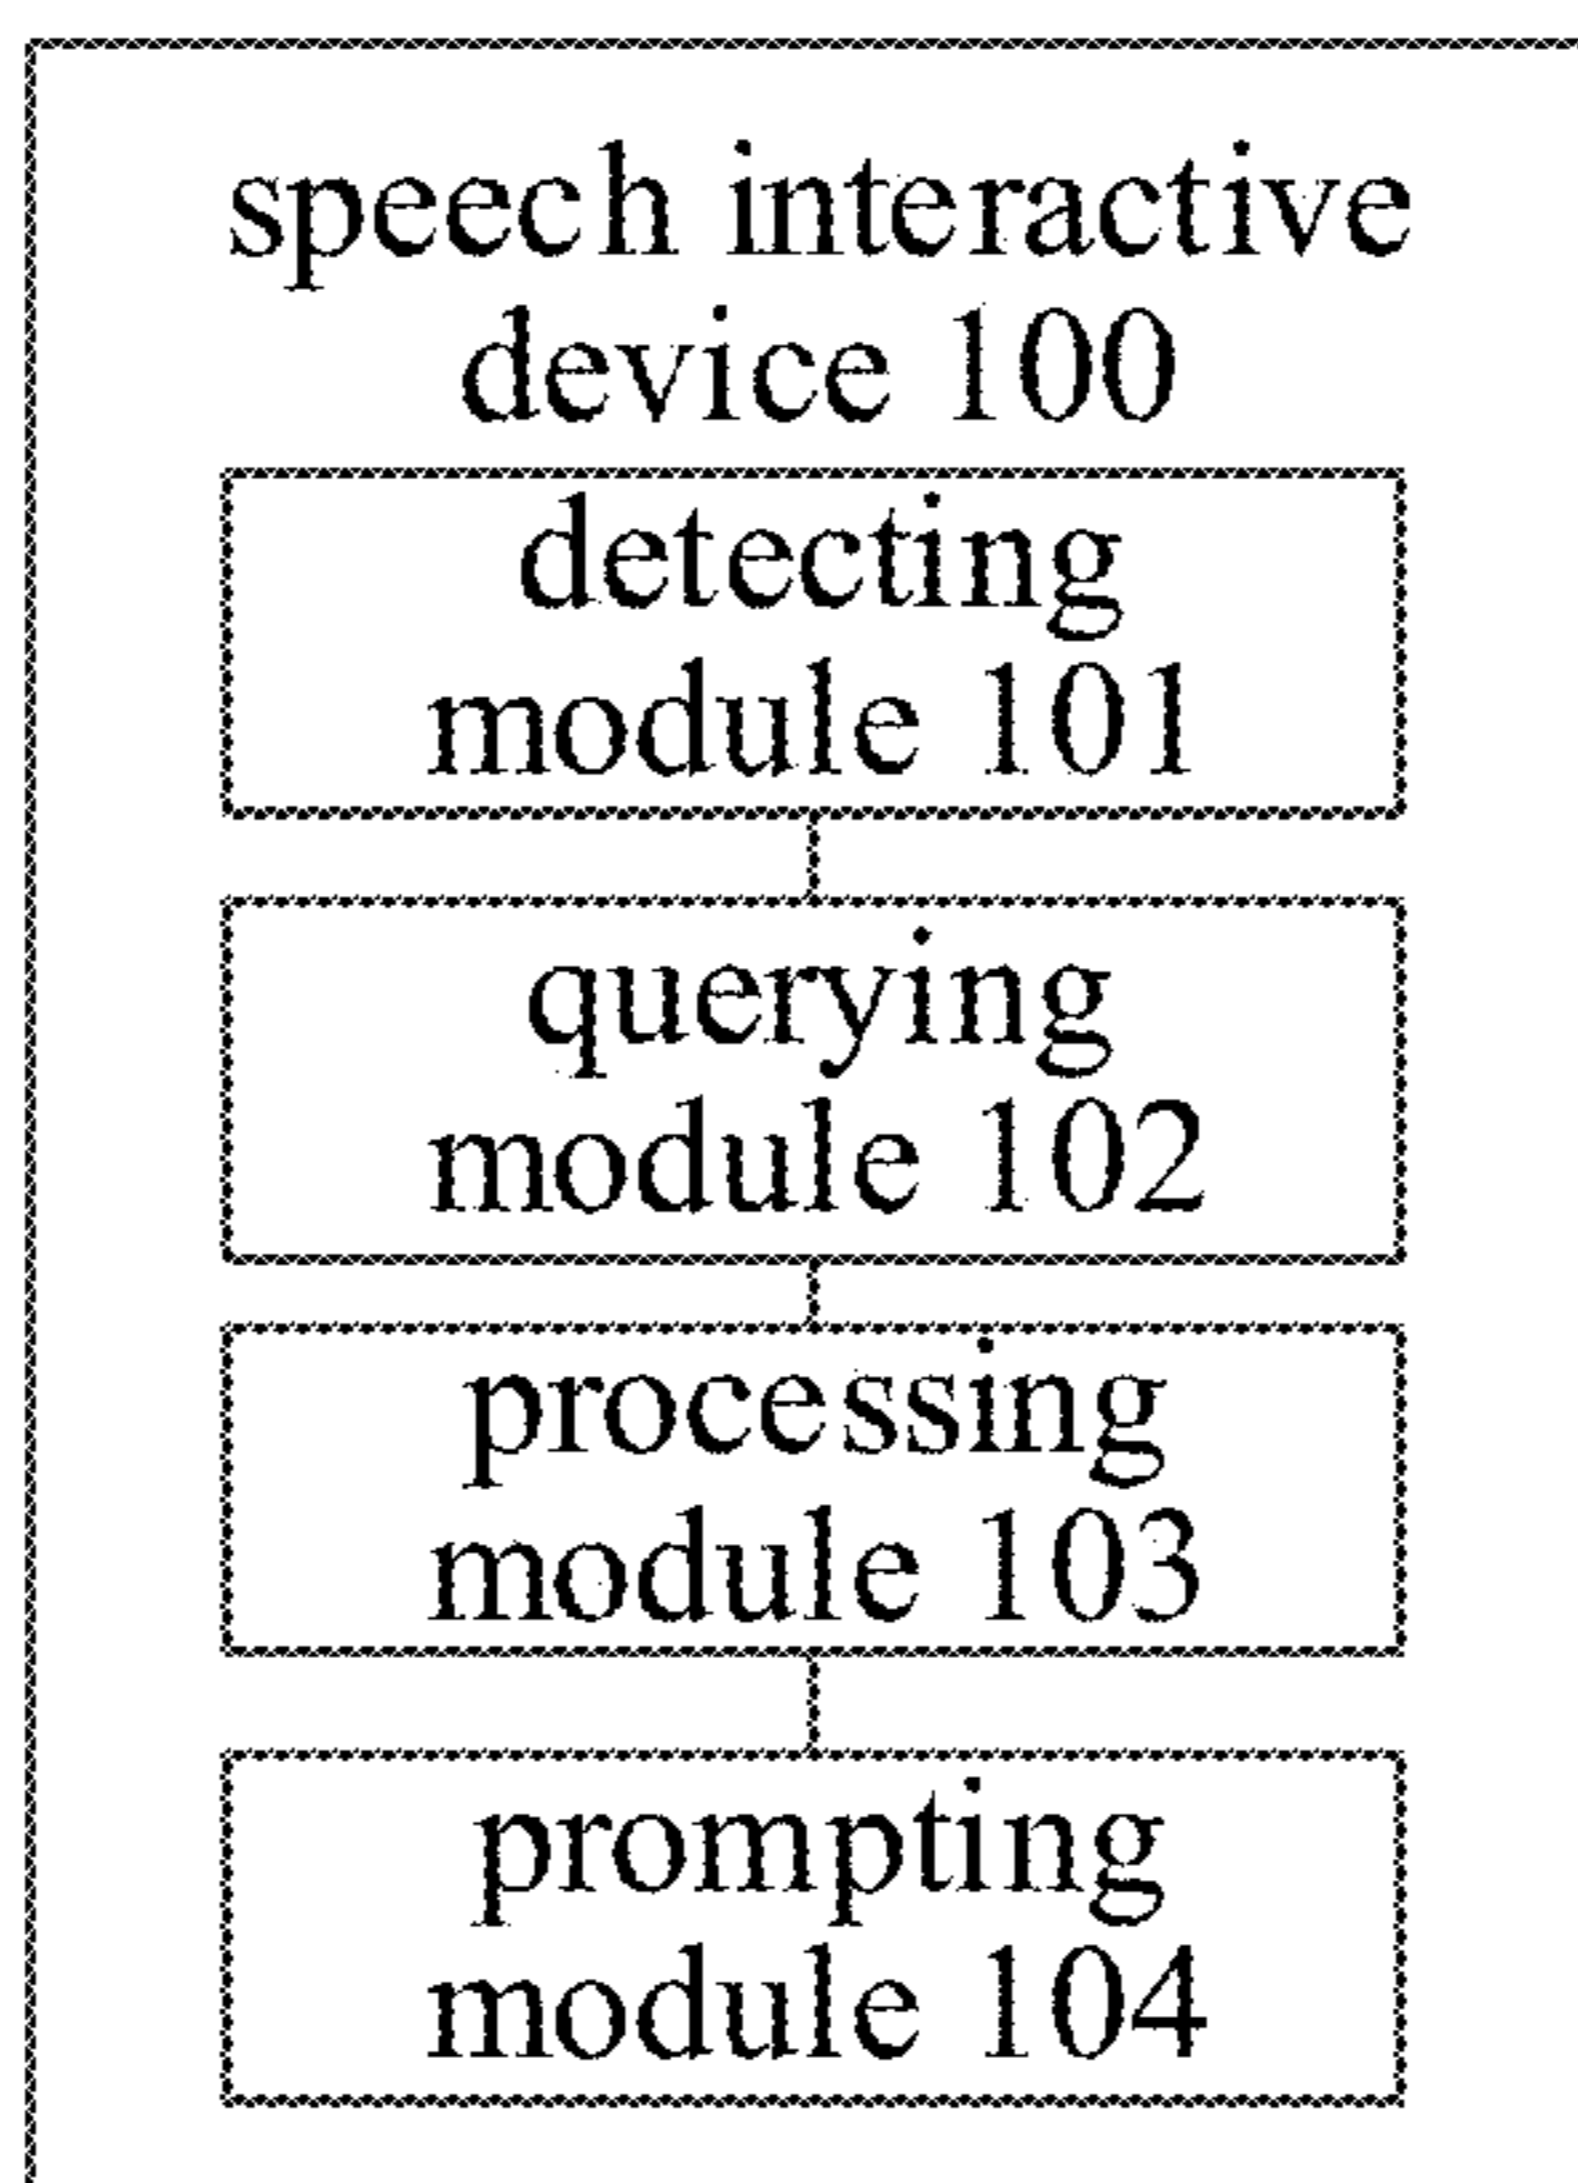 speech interactive
device 100
detecting
module 101
querying
module 102
processing
module 103
prompting
module 104